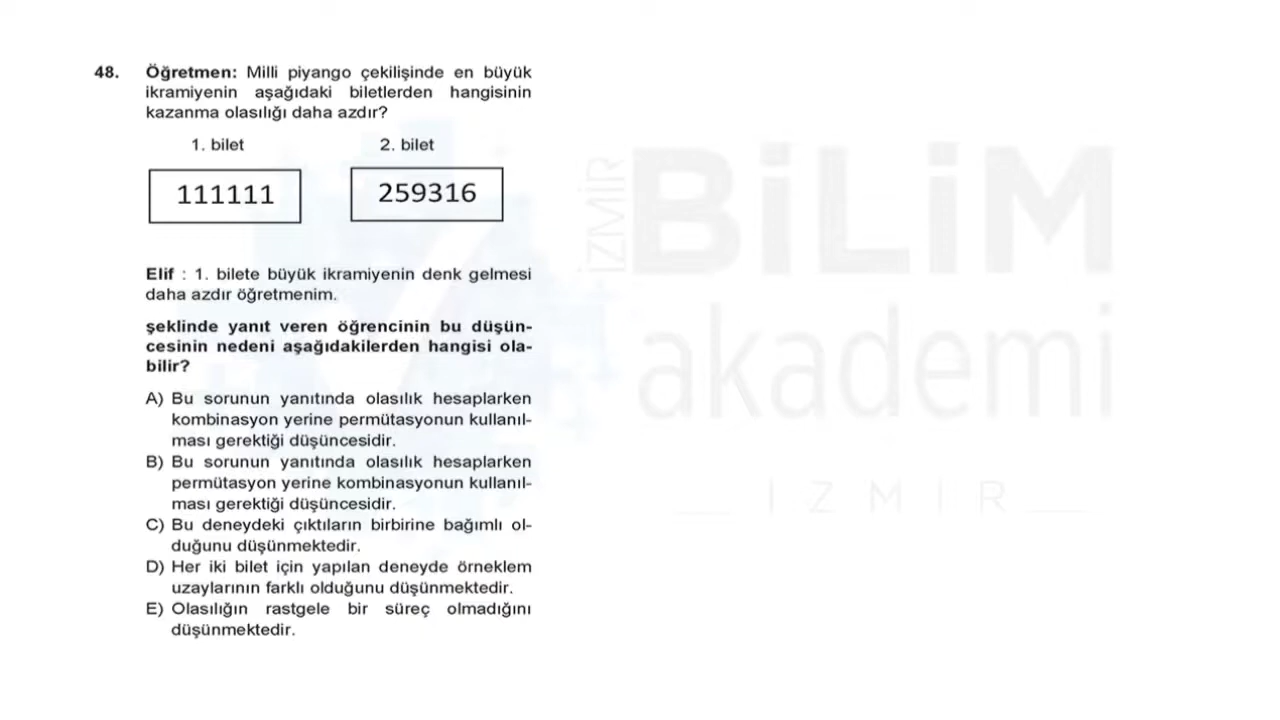 48. Öğretmen: Milli piyango çekilişinde en büyük
ikramiyenin aşağıdaki biletlerden hangisinin
kazanma olasılığı daha azdır?
1. bilet 2. bilet
111111 259316
Elif : 1. bilete büyük ikramiyenin denk gelmesi
daha azdır öğretmenim.
şeklinde yanıt veren öğrencinin bu düşün-
cesinin nedeni aşağıdakilerden hangisi ola-
bilir?
A) Bu sorunun yanıtında olasılık hesaplarken
kombinasyon yerine permütasyonun kullanıl-
ması gerektiği düşüncesidir.
B) Bu sorunun yanıtında olasılık hesaplarken
permütasyon yerine kombinasyonun kullanıl-
ması gerektiği düşüncesidir.
C) Bu deneydeki çıktıların birbirine bağımlı ol-
duğunu düşünmektedir.
D) Her iki bilet için yapılan deneyde örneklem
uzaylarının farklı olduğunu düşünmektedir.
E) Olasılığın rastgele bir süreç olmadığını
düşünmektedir.
İZMİR
BİLİM
akademi
İZMİR